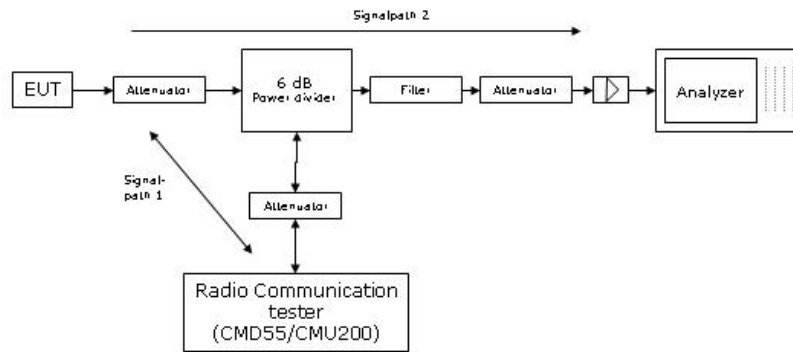 Signalpath 2
EUT
Attenuator
6 dB
Power divider
Filter
Attenuator
Analyzer
Signal-
path 1
Attenuator
Radio Communication
tester
(CMD55/CMU200)